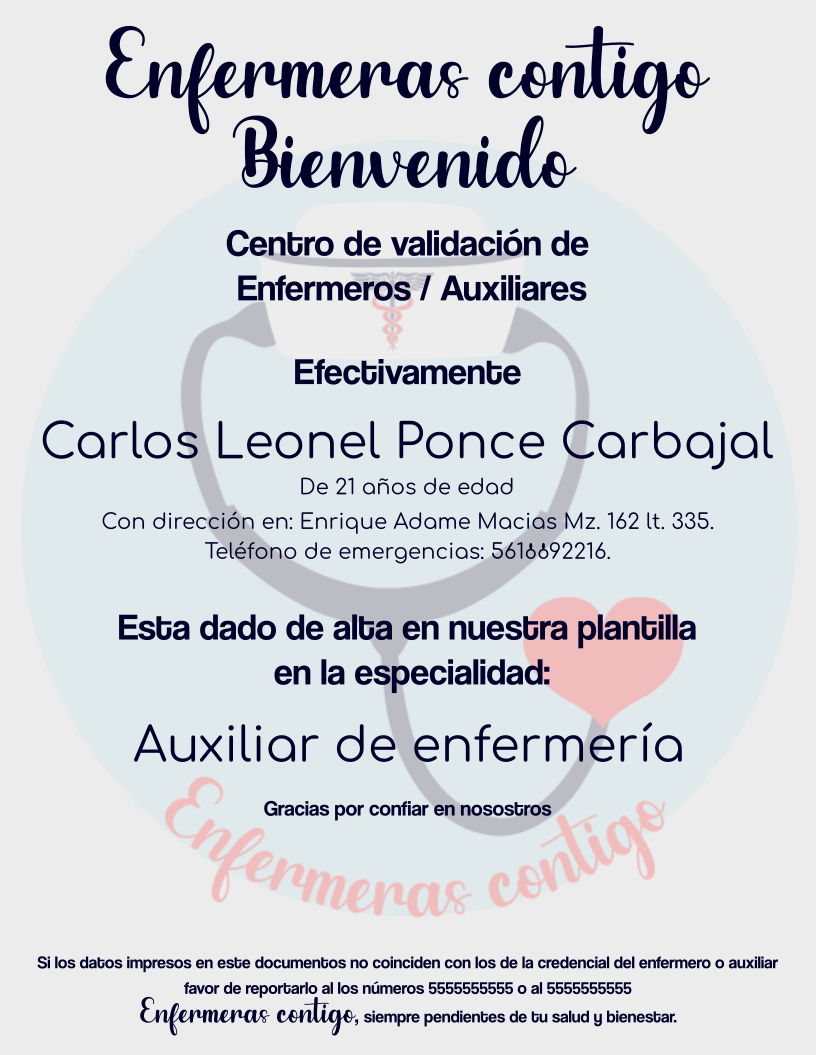 Enfermeras contigo
Bienvenido
Centro de validación de
Enfermeros / Auxiliares
Efectivamente
Carlos Leonel Ponce Carbajal
De 21 años de edad
Con dirección en: Enrique Adame Macias Mz. 162 lt. 335.
Teléfono de emergencias: 5618892216.
Esta dado de alta en nuestra plantilla
en la especialidad:
Auxiliar de enfermería
Gracias por confiar en nosostros
Enfermeras contigo
Si los datos impresos en este documentos no coinciden con los de la credencial del enfermero o auxiliar
favor de reportarlo al los números 5555555555 o al 5555555555
Enfermeras contigo, siempre pendientes de tu salud y bienestar.